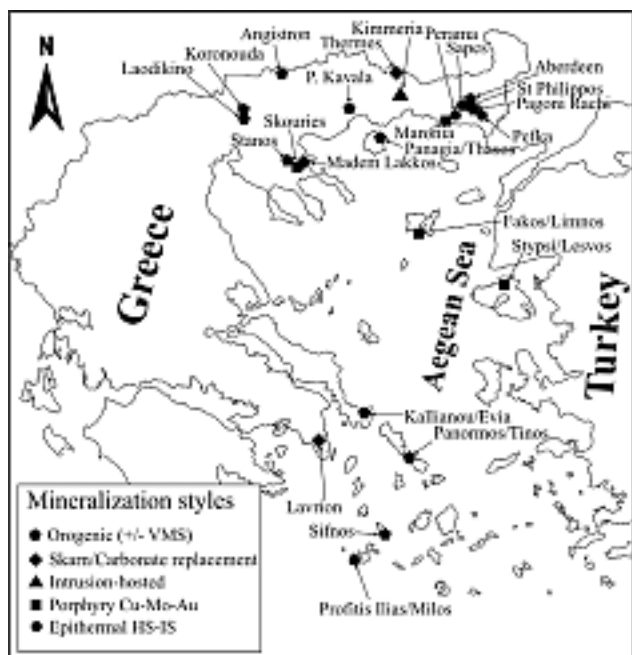 N
Kimmeria
Thermes
Perama
Sapes
Angistron
Koronouda
Laodikino
Aberdeen
St Philippos
Pagoni Rachi
P. Kavala
Pefka
Maronia
Panagia/Thasos
Skouries
Stanos
Madem Lakkos
Fakos/Limnos
Stypsi/Lesvos
Greece
Aegean Sea
Turkey
Kallianou/Evia
Panormos/Tinos
Lavrion
Sifnos
Profitis Ilias/Milos
Mineralization styles
Orogenic (+/- VMS)
Skarn/Carbonate replacement
Intrusion-hosted
Porphyry Cu-Mo-Au
Epithermal HS-IS